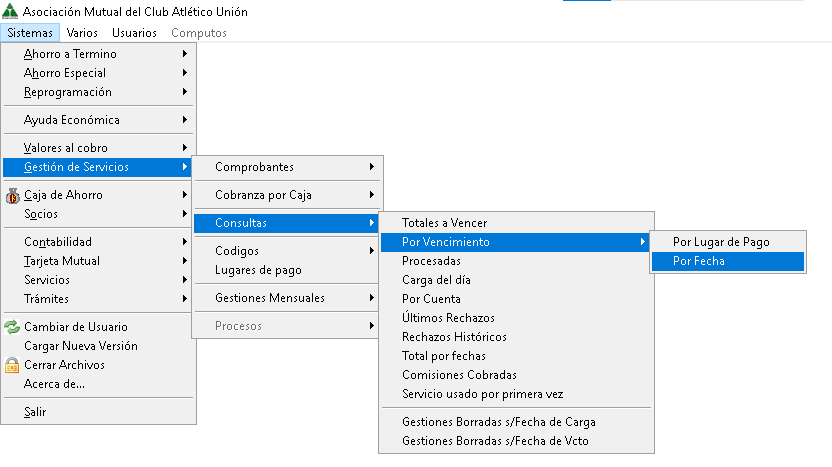 Asociación Mutual del Club Atlético Unión
Sistemas Varios Usuarios Computos
Ahorro a Termino
Ahorro Especial
Reprogramación
Ayuda Económica
Valores al cobro
Gestión de Servicios
Caja de Ahorro
Socios
Contabilidad
Tarjeta Mutual
Servicios
Trámites
Cambiar de Usuario
Cargar Nueva Versión
Cerrar Archivos
Acerca de...
Salir
Comprobantes
Cobranza por Caja
Consultas
Codigos
Lugares de pago
Gestiones Mensuales
Procesos
Totales a Vencer
Por Vencimiento
Procesadas
Carga del día
Por Cuenta
Últimos Rechazos
Rechazos Históricos
Total por fechas
Comisiones Cobradas
Servicio usado por primera vez
Gestiones Borradas s/Fecha de Carga
Gestiones Borradas s/Fecha de Vcto
Por Lugar de Pago
Por Fecha